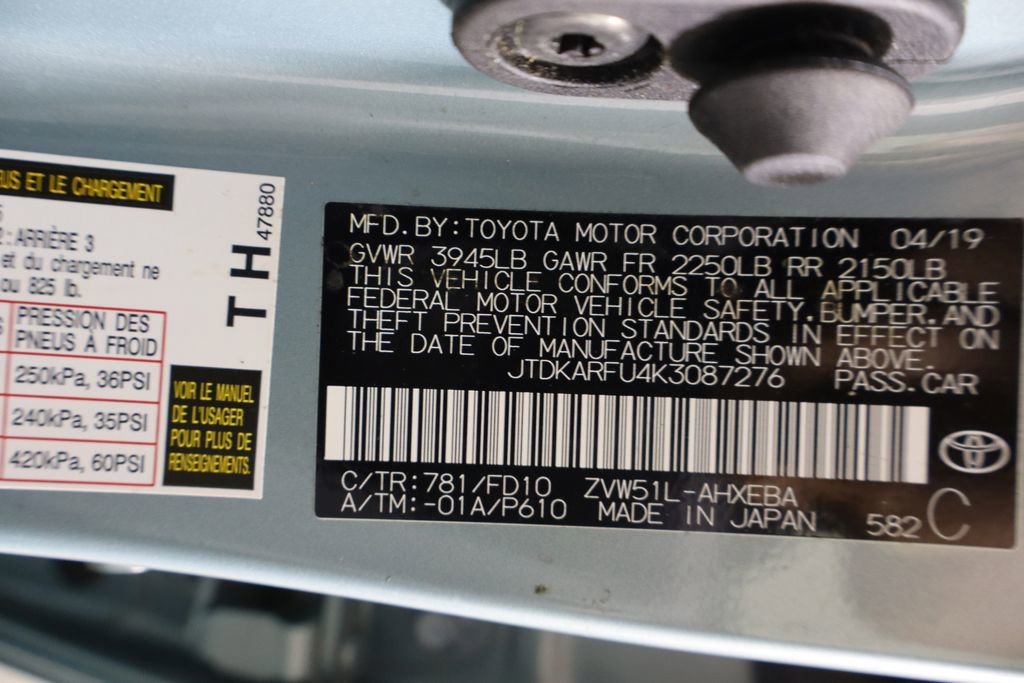 ET LE CHARGEMENT
ARRIÈRE 3
et du chargement ne
ou 825 lb.
PRESSION DES
PNEUS À FROID
250kPa, 36PSI
240kPa, 35PSI
420kPa, 60PSI
47880
TH
VOIR LE MANUEL
DE L'USAGER
POUR PLUS DE
RENSEIGNEMENTS.
MFD. BY: TOYOTA MOTOR CORPORATION 04/19
GVWR 3945LB GAWR FR 2250LB RR 2150LB
THIS VEHICLE CONFORMS TO ALL APPLICABLE
FEDERAL MOTOR VEHICLE SAFETY, BUMPER, AND
THEFT PREVENTION STANDARDS IN EFFECT ON
THE DATE OF MANUFACTURE SHOWN ABOVE.
JTDKARFU4K3087276 PASS. CAR
C/TR: 781/FD10 ZVW51L-AHXEBA
A/TM: -01A/P610 MADE IN JAPAN 582 C